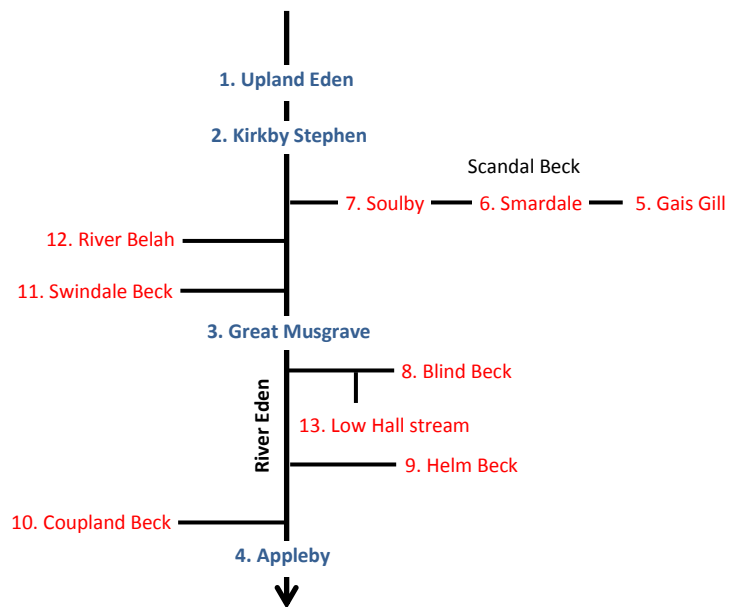 1. Upland Eden
2. Kirkby Stephen
Scandal Beck
7. Soulby
6. Smardale
5. Gais Gill
12. River Belah
11. Swindale Beck
3. Great Musgrave
8. Blind Beck
River Eden
13. Low Hall stream
9. Helm Beck
10. Coupland Beck
4. Appleby